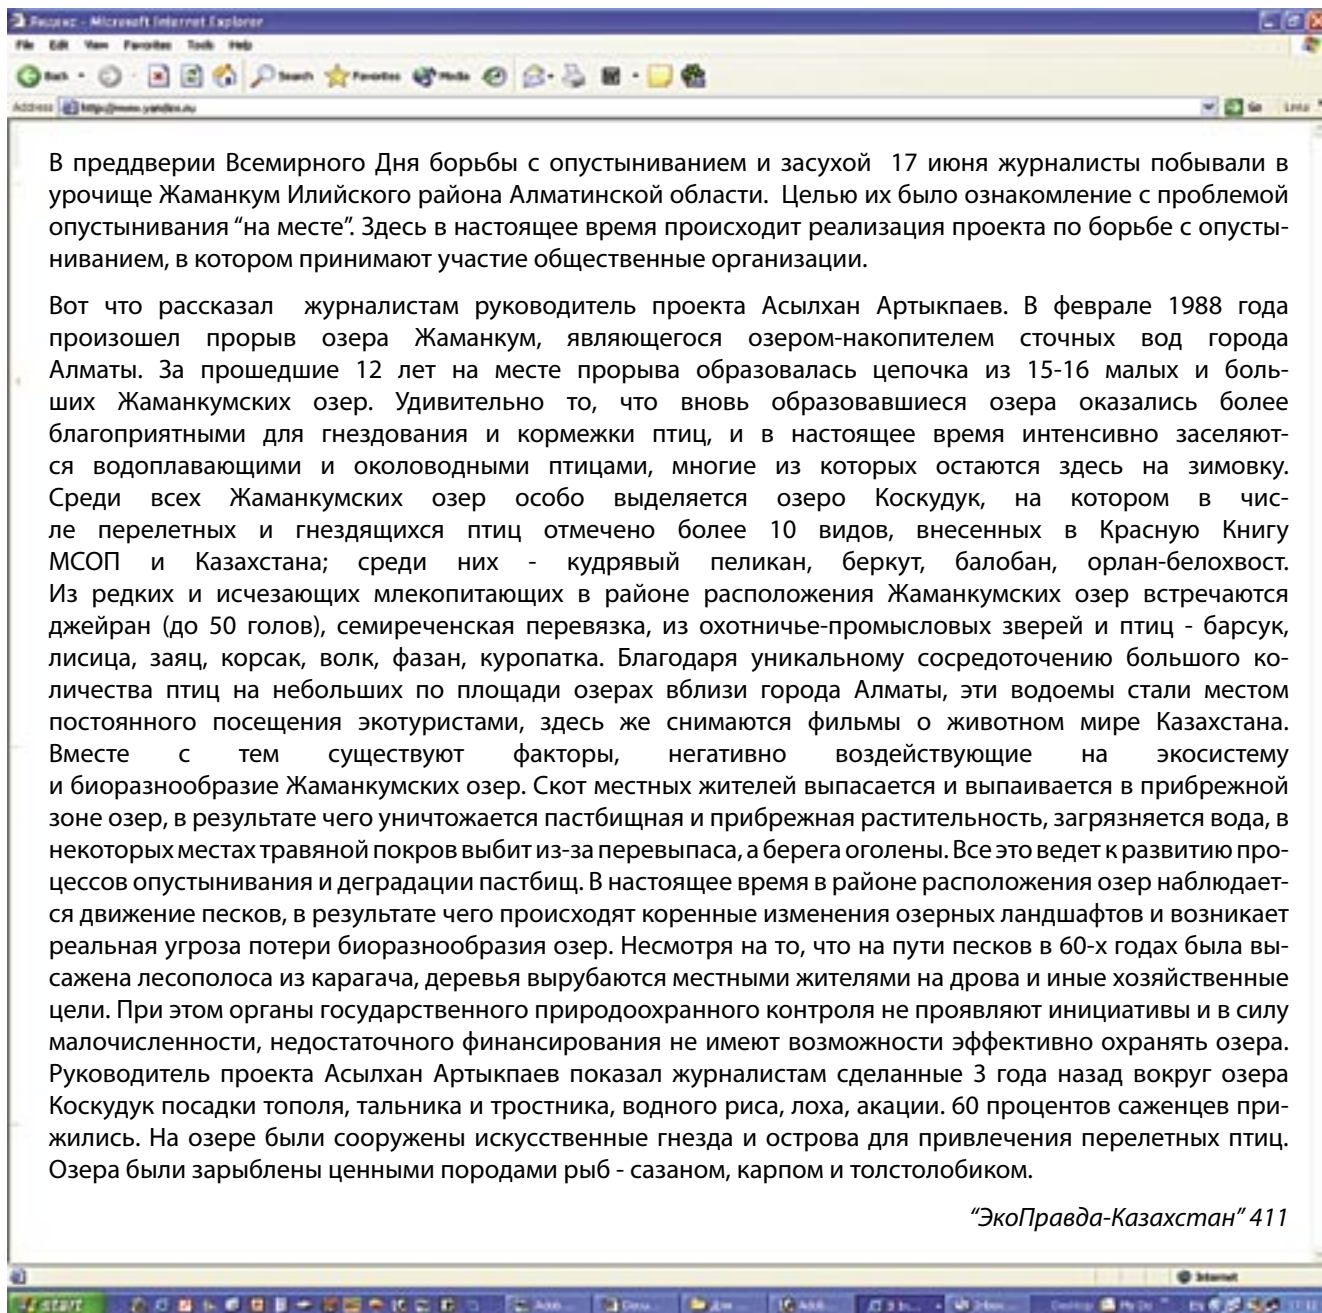 Яндекс - Microsoft Internet Explorer
File Edit View Favorites Tools Help
Back Search Favorites Media
Address http://www.yandex.ru Go Links
В преддверии Всемирного Дня борьбы с опустыниванием и засухой 17 июня журналисты побывали в
урочище Жаманкум Илийского района Алматинской области. Целью их было ознакомление с проблемой
опустынивания “на месте”. Здесь в настоящее время происходит реализация проекта по борьбе с опусты-
ниванием, в котором принимают участие общественные организации.
Вот что рассказал журналистам руководитель проекта Асылхан Артыкпаев. В феврале 1988 года
произошел прорыв озера Жаманкум, являющегося озером-накопителем сточных вод города
Алматы. За прошедшие 12 лет на месте прорыва образовалась цепочка из 15-16 малых и боль-
ших Жаманкумских озер. Удивительно то, что вновь образовавшиеся озера оказались более
благоприятными для гнездования и кормежки птиц, и в настоящее время интенсивно заселяют-
ся водоплавающими и околоводными птицами, многие из которых остаются здесь на зимовку.
Среди всех Жаманкумских озер особо выделяется озеро Коскудук, на котором в чис-
ле перелетных и гнездящихся птиц отмечено более 10 видов, внесенных в Красную Книгу
МСОП и Казахстана; среди них - кудрявый пеликан, беркут, балобан, орлан-белохвост.
Из редких и исчезающих млекопитающих в районе расположения Жаманкумских озер встречаются
джейран (до 50 голов), семиреченская перевязка, из охотничье-промысловых зверей и птиц - барсук,
лисица, заяц, корсак, волк, фазан, куропатка. Благодаря уникальному сосредоточению большого ко-
личества птиц на небольших по площади озерах вблизи города Алматы, эти водоемы стали местом
постоянного посещения экотуристами, здесь же снимаются фильмы о животном мире Казахстана.
Вместе с тем существуют факторы, негативно воздействующие на экосистему
и биоразнообразие Жаманкумских озер. Скот местных жителей выпасается и выпаивается в прибрежной
зоне озер, в результате чего уничтожается пастбищная и прибрежная растительность, загрязняется вода, в
некоторых местах травяной покров выбит из-за перевыпаса, а берега оголены. Все это ведет к развитию про-
цессов опустынивания и деградации пастбищ. В настоящее время в районе расположения озер наблюдает-
ся движение песков, в результате чего происходят коренные изменения озерных ландшафтов и возникает
реальная угроза потери биоразнообразия озер. Несмотря на то, что на пути песков в 60-х годах была вы-
сажена лесополоса из карагача, деревья вырубаются местными жителями на дрова и иные хозяйственные
цели. При этом органы государственного природоохранного контроля не проявляют инициативы и в силу
малочисленности, недостаточного финансирования не имеют возможности эффективно охранять озера.
Руководитель проекта Асылхан Артыкпаев показал журналистам сделанные 3 года назад вокруг озера
Коскудук посадки тополя, тальника и тростника, водного риса, лоха, акации. 60 процентов саженцев при-
жились. На озере были сооружены искусственные гнезда и острова для привлечения перелетных птиц.
Озера были зарыблены ценными породами рыб - сазаном, карпом и толстолобиком.
“ЭкоПравда-Казахстан” 411
Internet
start